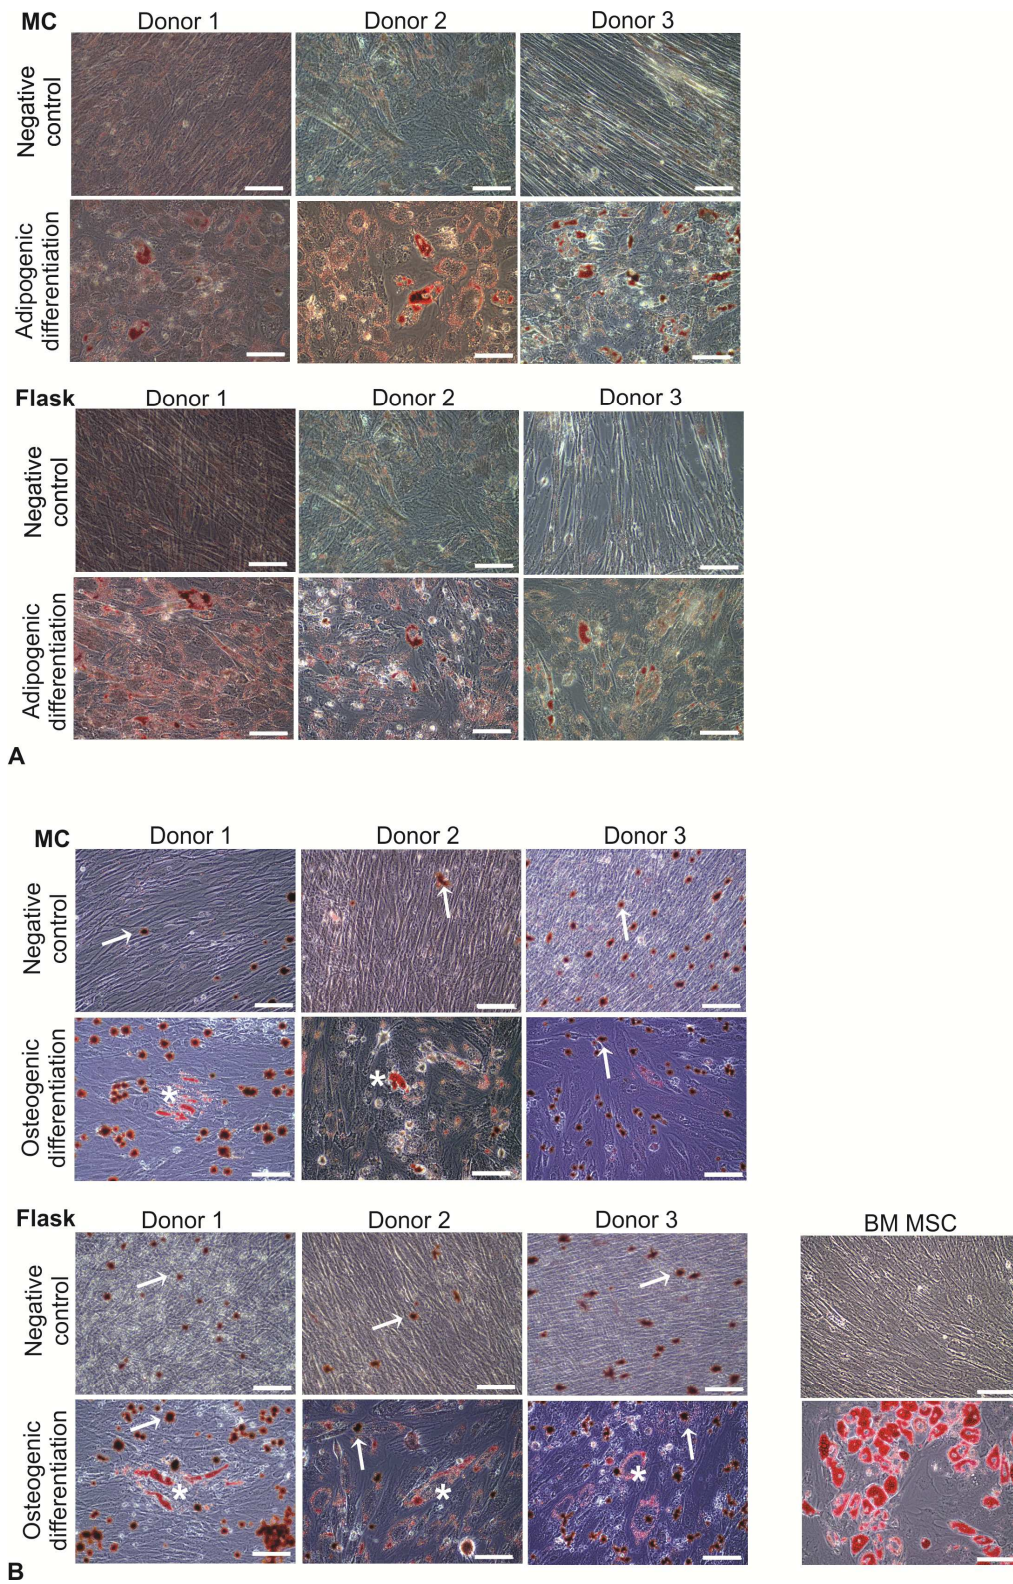 MC Donor 1 Donor 2 Donor 3
Negative
control
Adipogenic
differentiation
Flask Donor 1 Donor 2 Donor 3
Negative
control
Adipogenic
differentiation
A
MC Donor 1 Donor 2 Donor 3
Negative
control
Osteogenic
differentiation
Flask Donor 1 Donor 2 Donor 3 BM MSC
Negative
control
Osteogenic
differentiation
B